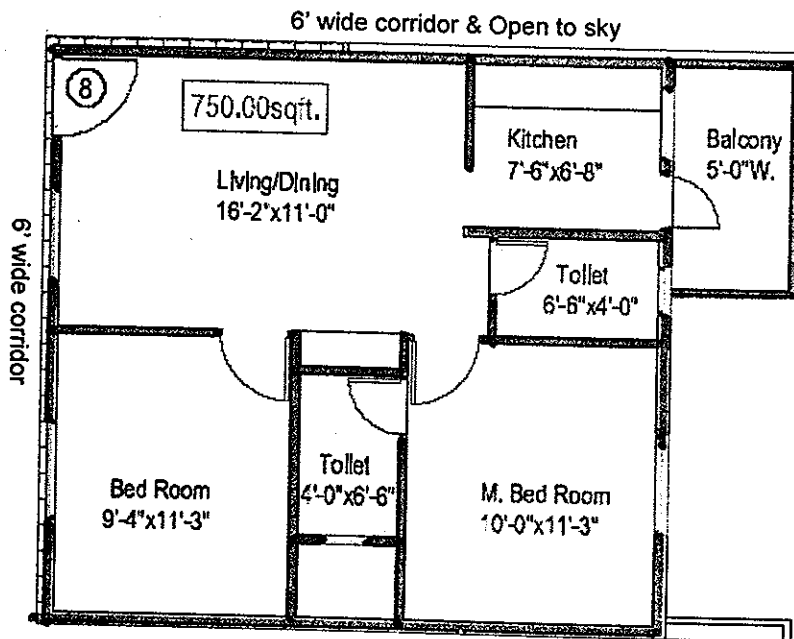 6' wide corridor & Open to sky
8
750.00sqft.
Kitchen
7'-6"x6'-8"
Balcony
5'-0"W.
Living/Dining
16'-2"x11'-0"
6' wide corridor
Toilet
6'-6"x4'-0"
Toilet
4'-0"x6'-6"
Bed Room
9'-4"x11'-3"
M. Bed Room
10'-0"x11'-3"